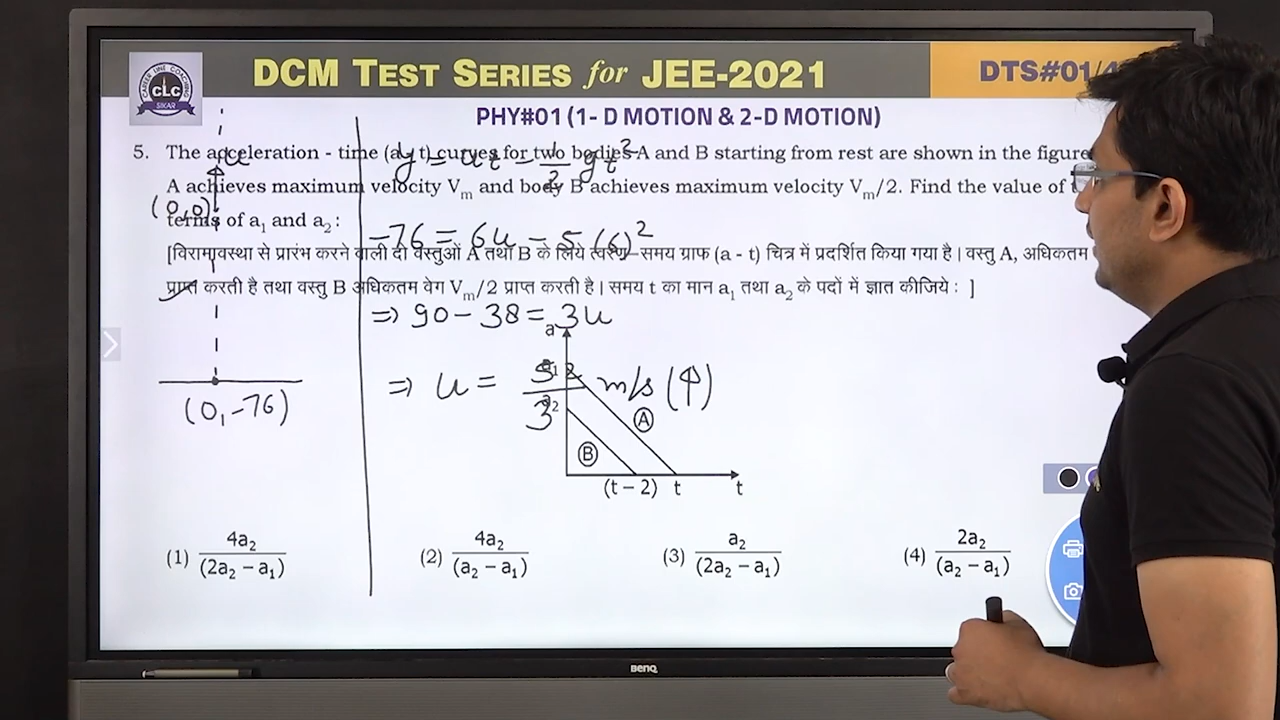 DCM TEST SERIES for JEE-2021
DTS#01/
CAREER LINE COACHING
CLC
SIKAR
PHY#01 (1- D MOTION & 2-D MOTION)
5. The acceleration - time (a - t) curves for two bodies A and B starting from rest are shown in the figure
A achieves maximum velocity Vm and body B achieves maximum velocity Vm/2. Find the value of t
terms of a1 and a2 :
[विरामावस्था से प्रारंभ करने वाली दो वस्तुओं A तथा B के लिये त्वरण-समय ग्राफ (a - t) चित्र में प्रदर्शित किया गया है। वस्तु A, अधिकतम
प्राप्त करती है तथा वस्तु B अधिकतम वेग Vm/2 प्राप्त करती है। समय t का मान a1 तथा a2 के पदों में ज्ञात कीजिये : ]
u
(0,0)
(0,-76)
y = ut - 1/2 gt²
-76 = 6u - 5(6)²
⇒ 90 - 38 = 3u
⇒ u = 52/3 m/s (↑)
a
a1
a2
A
B
(t – 2) t t
(1) 4a2/(2a2 – a1) (2) 4a2/(a2 – a1) (3) a2/(2a2 – a1) (4) 2a2/(a2 – a1)
BENQ